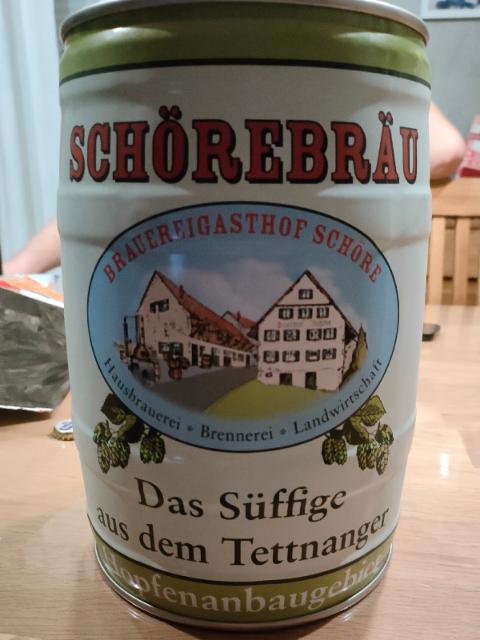 SCHÖREBRÄU
BRAUEREIGASTHOF SCHÖRE
Hausbrauerei * Brennerei * Landwirtschaft
Das Süffige
aus dem Tettnanger
Hopfenanbaugebiet